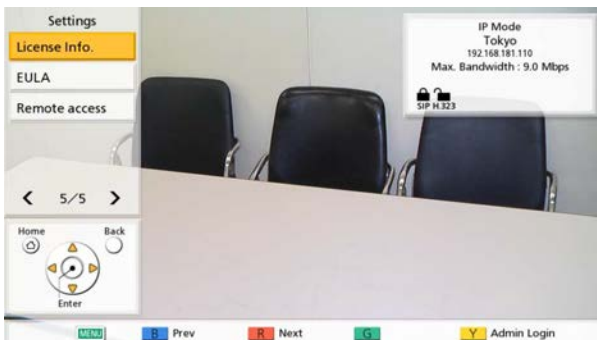 Settings
License Info.
EULA
Remote access
5/5
Home
Back
Enter
IP Mode
Tokyo
192.168.181.110
Max. Bandwidth : 9.0 Mbps
SIP H.323
MENU
B Prev
R Next
G
Y Admin Login